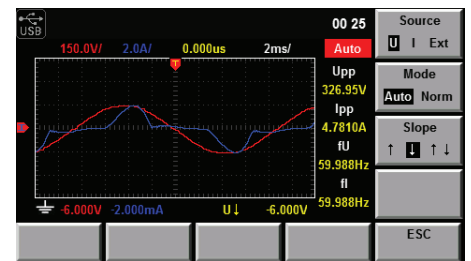 USB
00 25
Source
U I Ext
150.0V/ 2.0A/ 0.000us 2ms/ Auto
T
Upp
326.95V
Mode
Auto Norm
Ipp
4.7810A
Slope
↑ ↓ ↑↓
fU
59.988Hz
fI
59.988Hz
-6.000V -2.000mA U↓ -6.000V
ESC